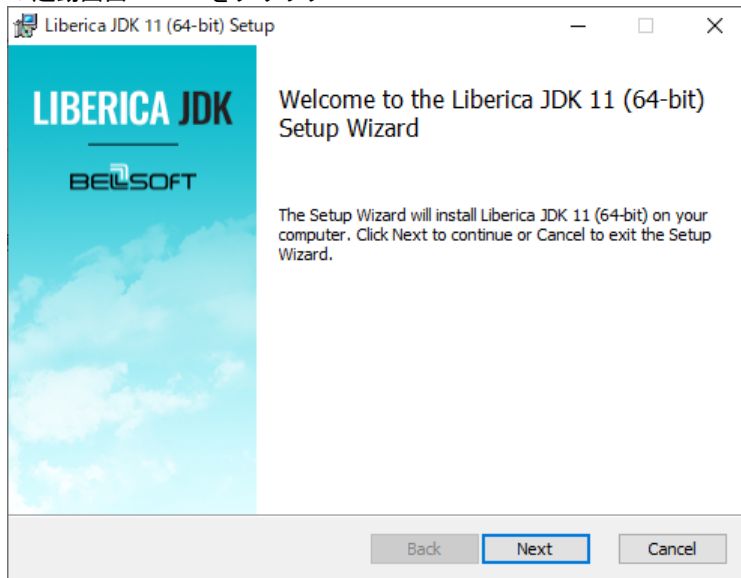 Liberica JDK 11 (64-bit) Setup
LIBERICA JDK
BELLSOFT
Welcome to the Liberica JDK 11 (64-bit)
Setup Wizard
The Setup Wizard will install Liberica JDK 11 (64-bit) on your
computer. Click Next to continue or Cancel to exit the Setup
Wizard.
Back
Next
Cancel